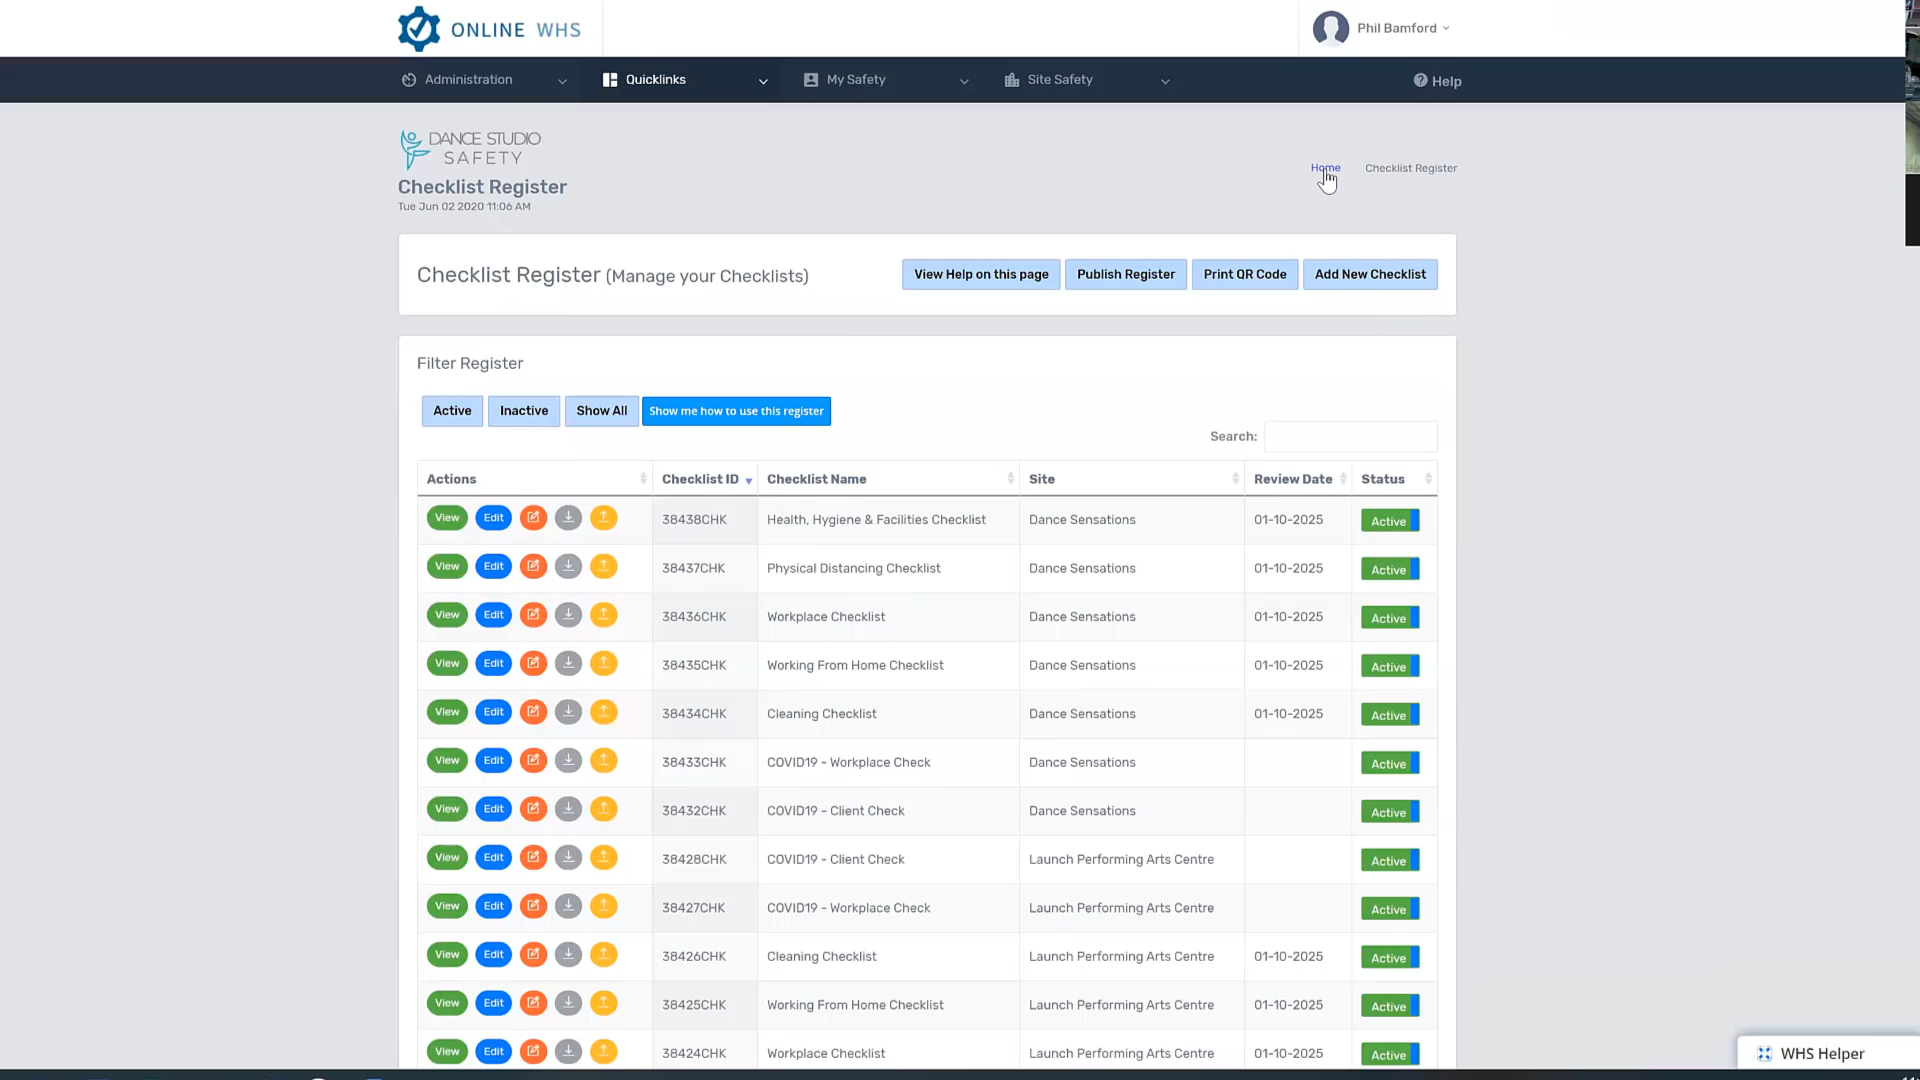 ONLINE WHS
Phil Bamford
Administration Quicklinks My Safety Site Safety Help
DANCE STUDIO
SAFETY
Checklist Register
Tue Jun 02 2020 11:06 AM
Home Checklist Register
Checklist Register (Manage your Checklists)
View Help on this page Publish Register Print QR Code Add New Checklist
Filter Register
Active Inactive Show All Show me how to use this register
Search:
Actions Checklist ID Checklist Name Site Review Date Status
View Edit 38438CHK Health, Hygiene & Facilities Checklist Dance Sensations 01-10-2025 Active
View Edit 38437CHK Physical Distancing Checklist Dance Sensations 01-10-2025 Active
View Edit 38436CHK Workplace Checklist Dance Sensations 01-10-2025 Active
View Edit 38435CHK Working From Home Checklist Dance Sensations 01-10-2025 Active
View Edit 38434CHK Cleaning Checklist Dance Sensations 01-10-2025 Active
View Edit 38433CHK COVID19 - Workplace Check Dance Sensations Active
View Edit 38432CHK COVID19 - Client Check Dance Sensations Active
View Edit 38428CHK COVID19 - Client Check Launch Performing Arts Centre Active
View Edit 38427CHK COVID19 - Workplace Check Launch Performing Arts Centre Active
View Edit 38426CHK Cleaning Checklist Launch Performing Arts Centre 01-10-2025 Active
View Edit 38425CHK Working From Home Checklist Launch Performing Arts Centre 01-10-2025 Active
View Edit 38424CHK Workplace Checklist Launch Performing Arts Centre 01-10-2025 Active
WHS Helper